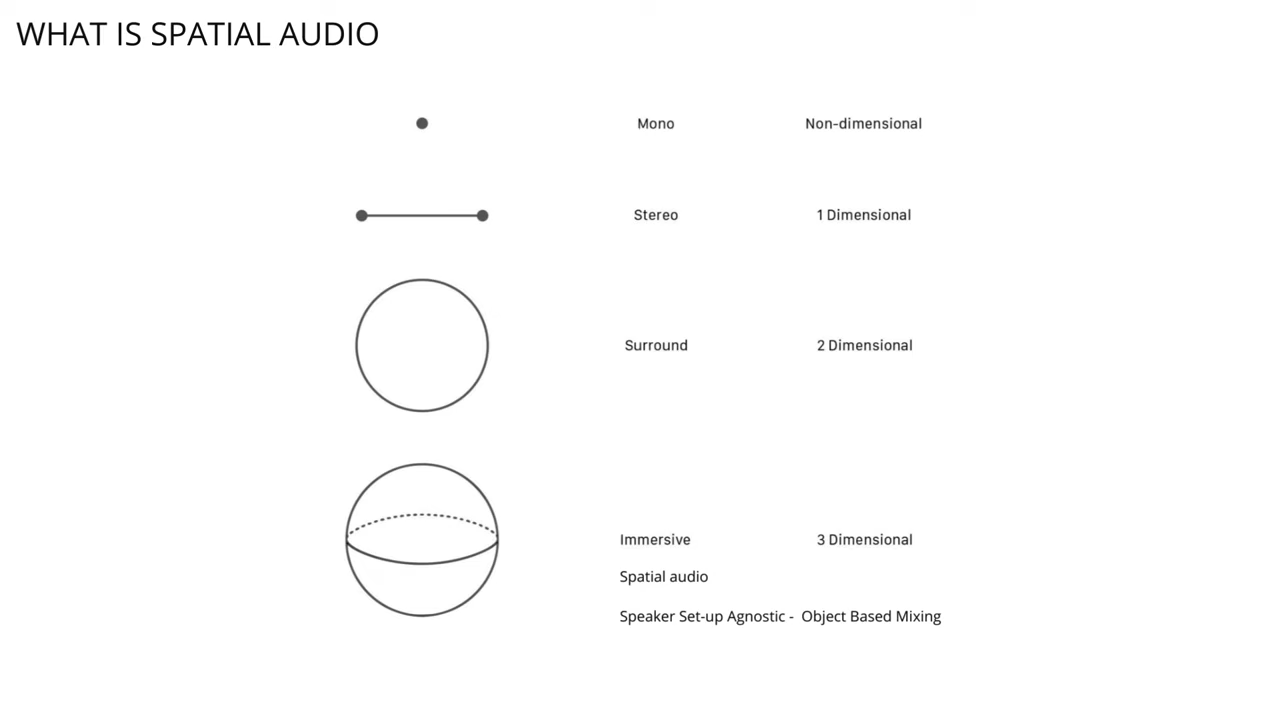 WHAT IS SPATIAL AUDIO
Mono Non-dimensional
Stereo 1 Dimensional
Surround 2 Dimensional
Immersive 3 Dimensional
Spatial audio
Speaker Set-up Agnostic - Object Based Mixing